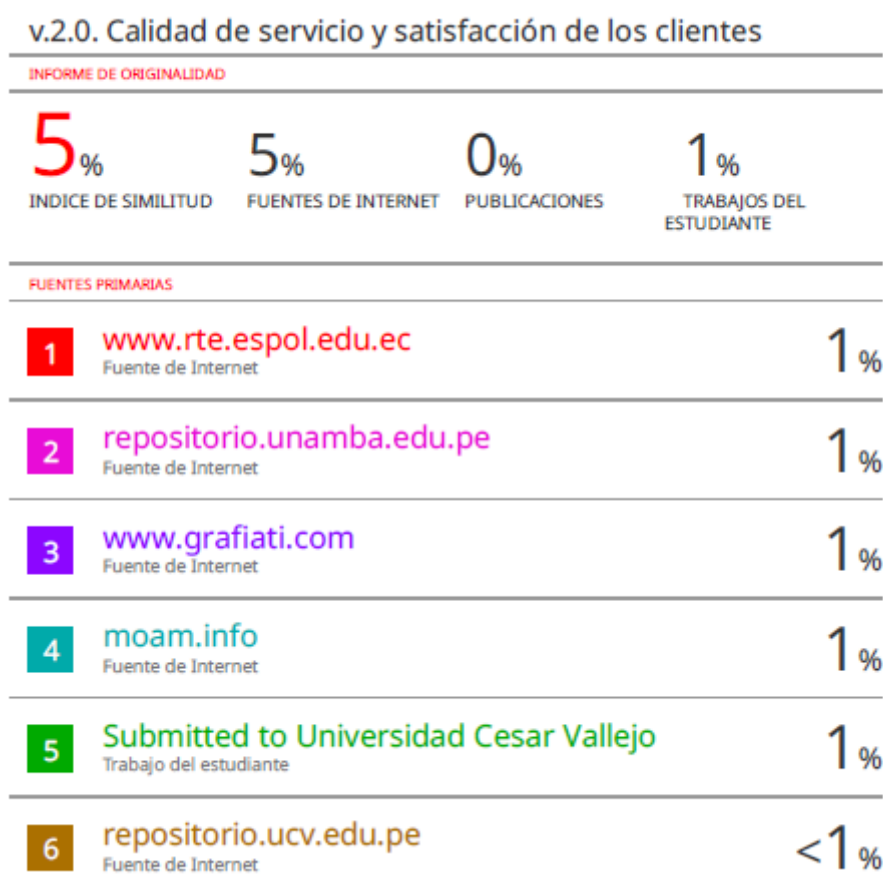 v.2.0. Calidad de servicio y satisfacción de los clientes
INFORME DE ORIGINALIDAD
5%
INDICE DE SIMILITUD
5%
FUENTES DE INTERNET
0%
PUBLICACIONES
1%
TRABAJOS DEL
ESTUDIANTE
FUENTES PRIMARIAS
1
www.rte.espol.edu.ec
Fuente de Internet
1%
2
repositorio.unamba.edu.pe
Fuente de Internet
1%
3
www.grafiati.com
Fuente de Internet
1%
4
moam.info
Fuente de Internet
1%
5
Submitted to Universidad Cesar Vallejo
Trabajo del estudiante
1%
6
repositorio.ucv.edu.pe
Fuente de Internet
<1%